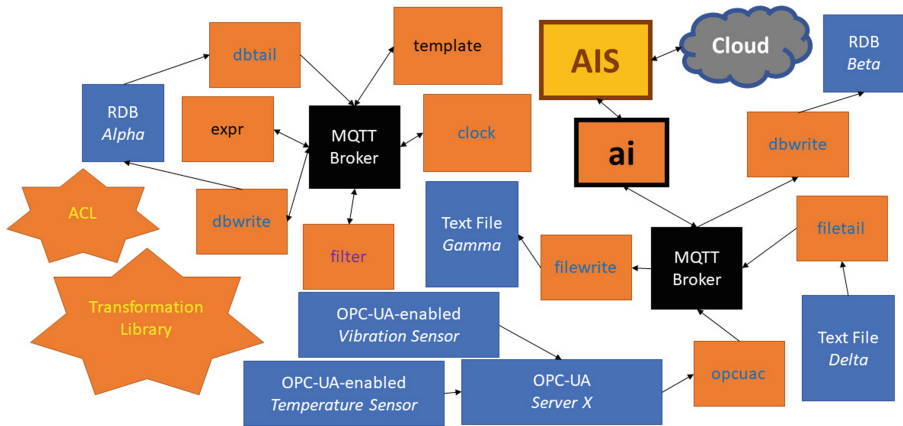 dbtail
template
AIS
Cloud
RDB
Beta
RDB
Alpha
expr
MQTT
Broker
clock
ai
dbwrite
ACL
dbwrite
filter
Text File
Gamma
filewrite
MQTT
Broker
filetail
Transformation
Library
OPC-UA-enabled
Vibration Sensor
OPC-UA-enabled
Temperature Sensor
OPC-UA
Server X
opcuac
Text File
Delta